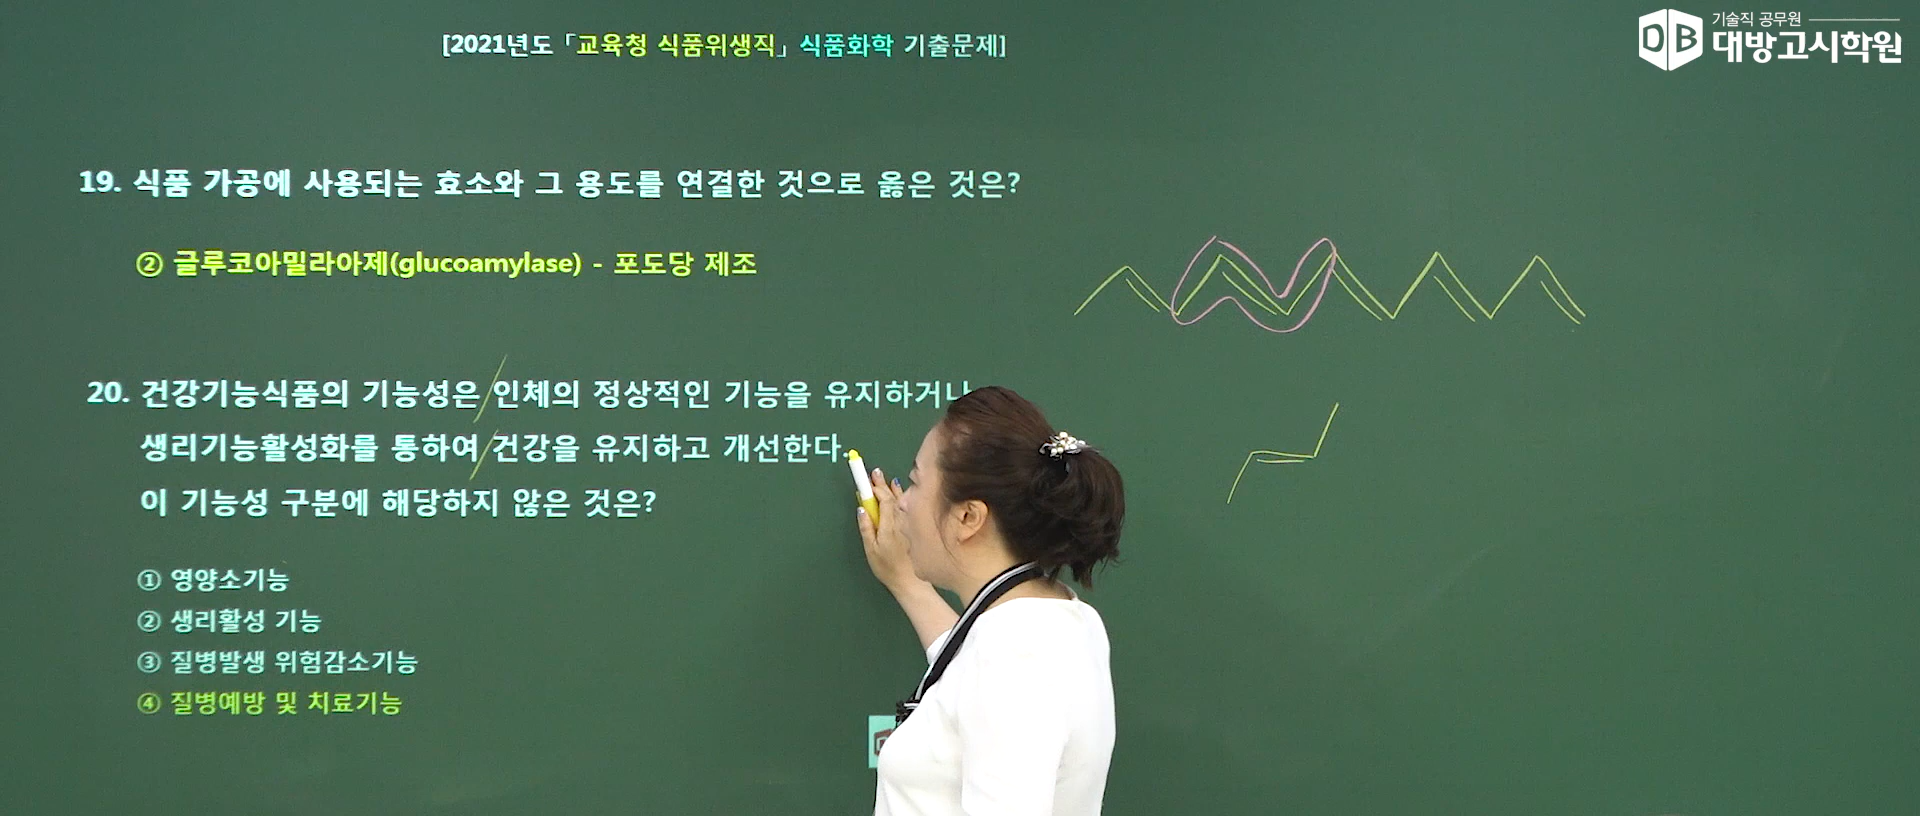 [2021년도 「교육청 식품위생직」 식품화학 기출문제]
기술직 공무원
DB 대방고시학원
19. 식품 가공에 사용되는 효소와 그 용도를 연결한 것으로 옳은 것은?
② 글루코아밀라아제(glucoamylase) - 포도당 제조
20. 건강기능식품의 기능성은 인체의 정상적인 기능을 유지하거나
생리기능활성화를 통하여 건강을 유지하고 개선한다.
이 기능성 구분에 해당하지 않은 것은?
① 영양소기능
② 생리활성 기능
③ 질병발생 위험감소기능
④ 질병예방 및 치료기능